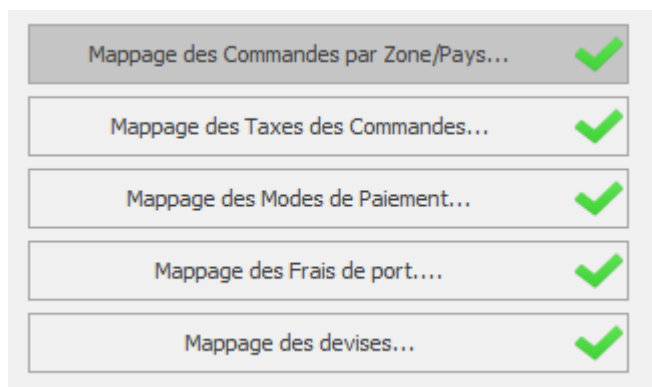 Mappage des Commandes par Zone/Pays...
Mappage des Taxes des Commandes...
Mappage des Modes de Paiement...
Mappage des Frais de port....
Mappage des devises...